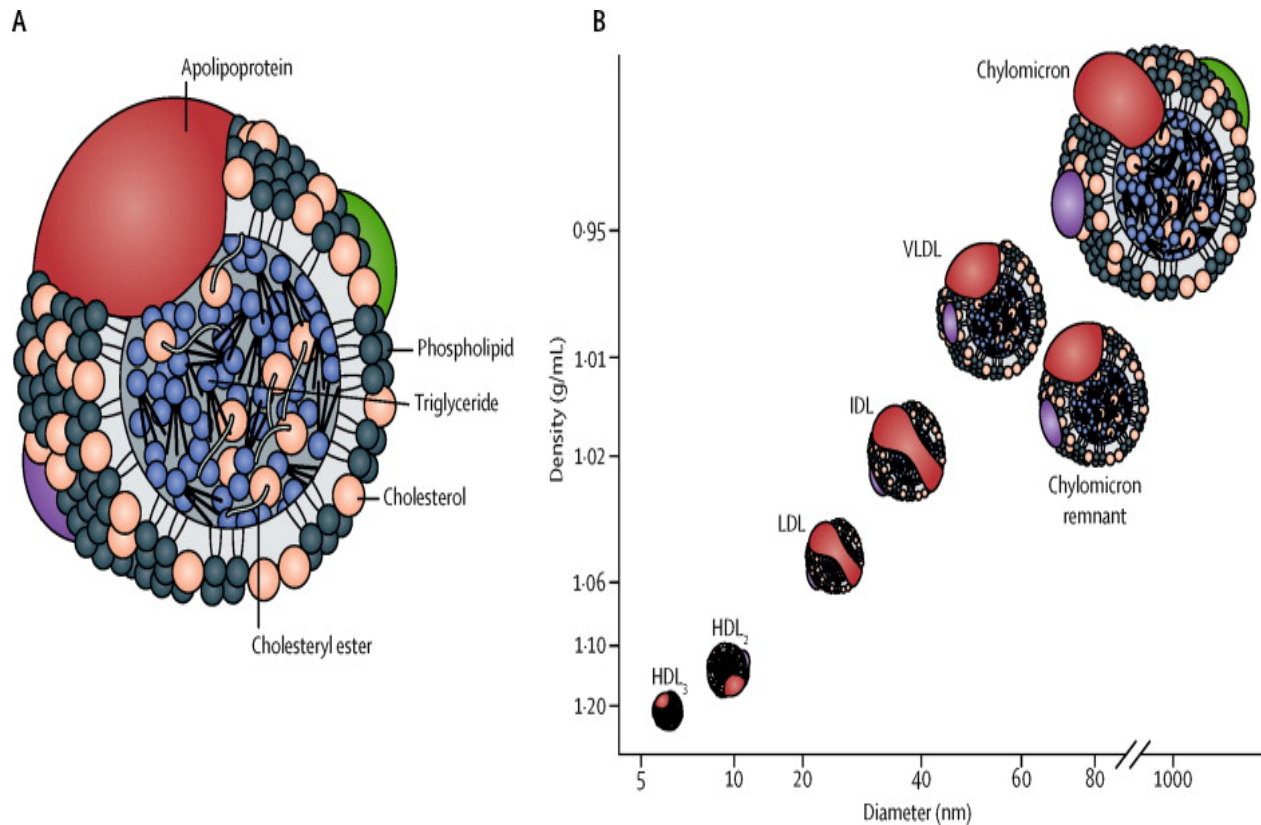 A
Apolipoprotein
Phospholipid
Triglyceride
Cholesterol
Cholesteryl ester
B
Chylomicron
VLDL
IDL
Chylomicron
remnant
LDL
HDL₂
HDL₃
Density (g/mL)
0·95
1·01
1·02
1·06
1·10
1·20
5 10 20 40 60 80 1000
Diameter (nm)